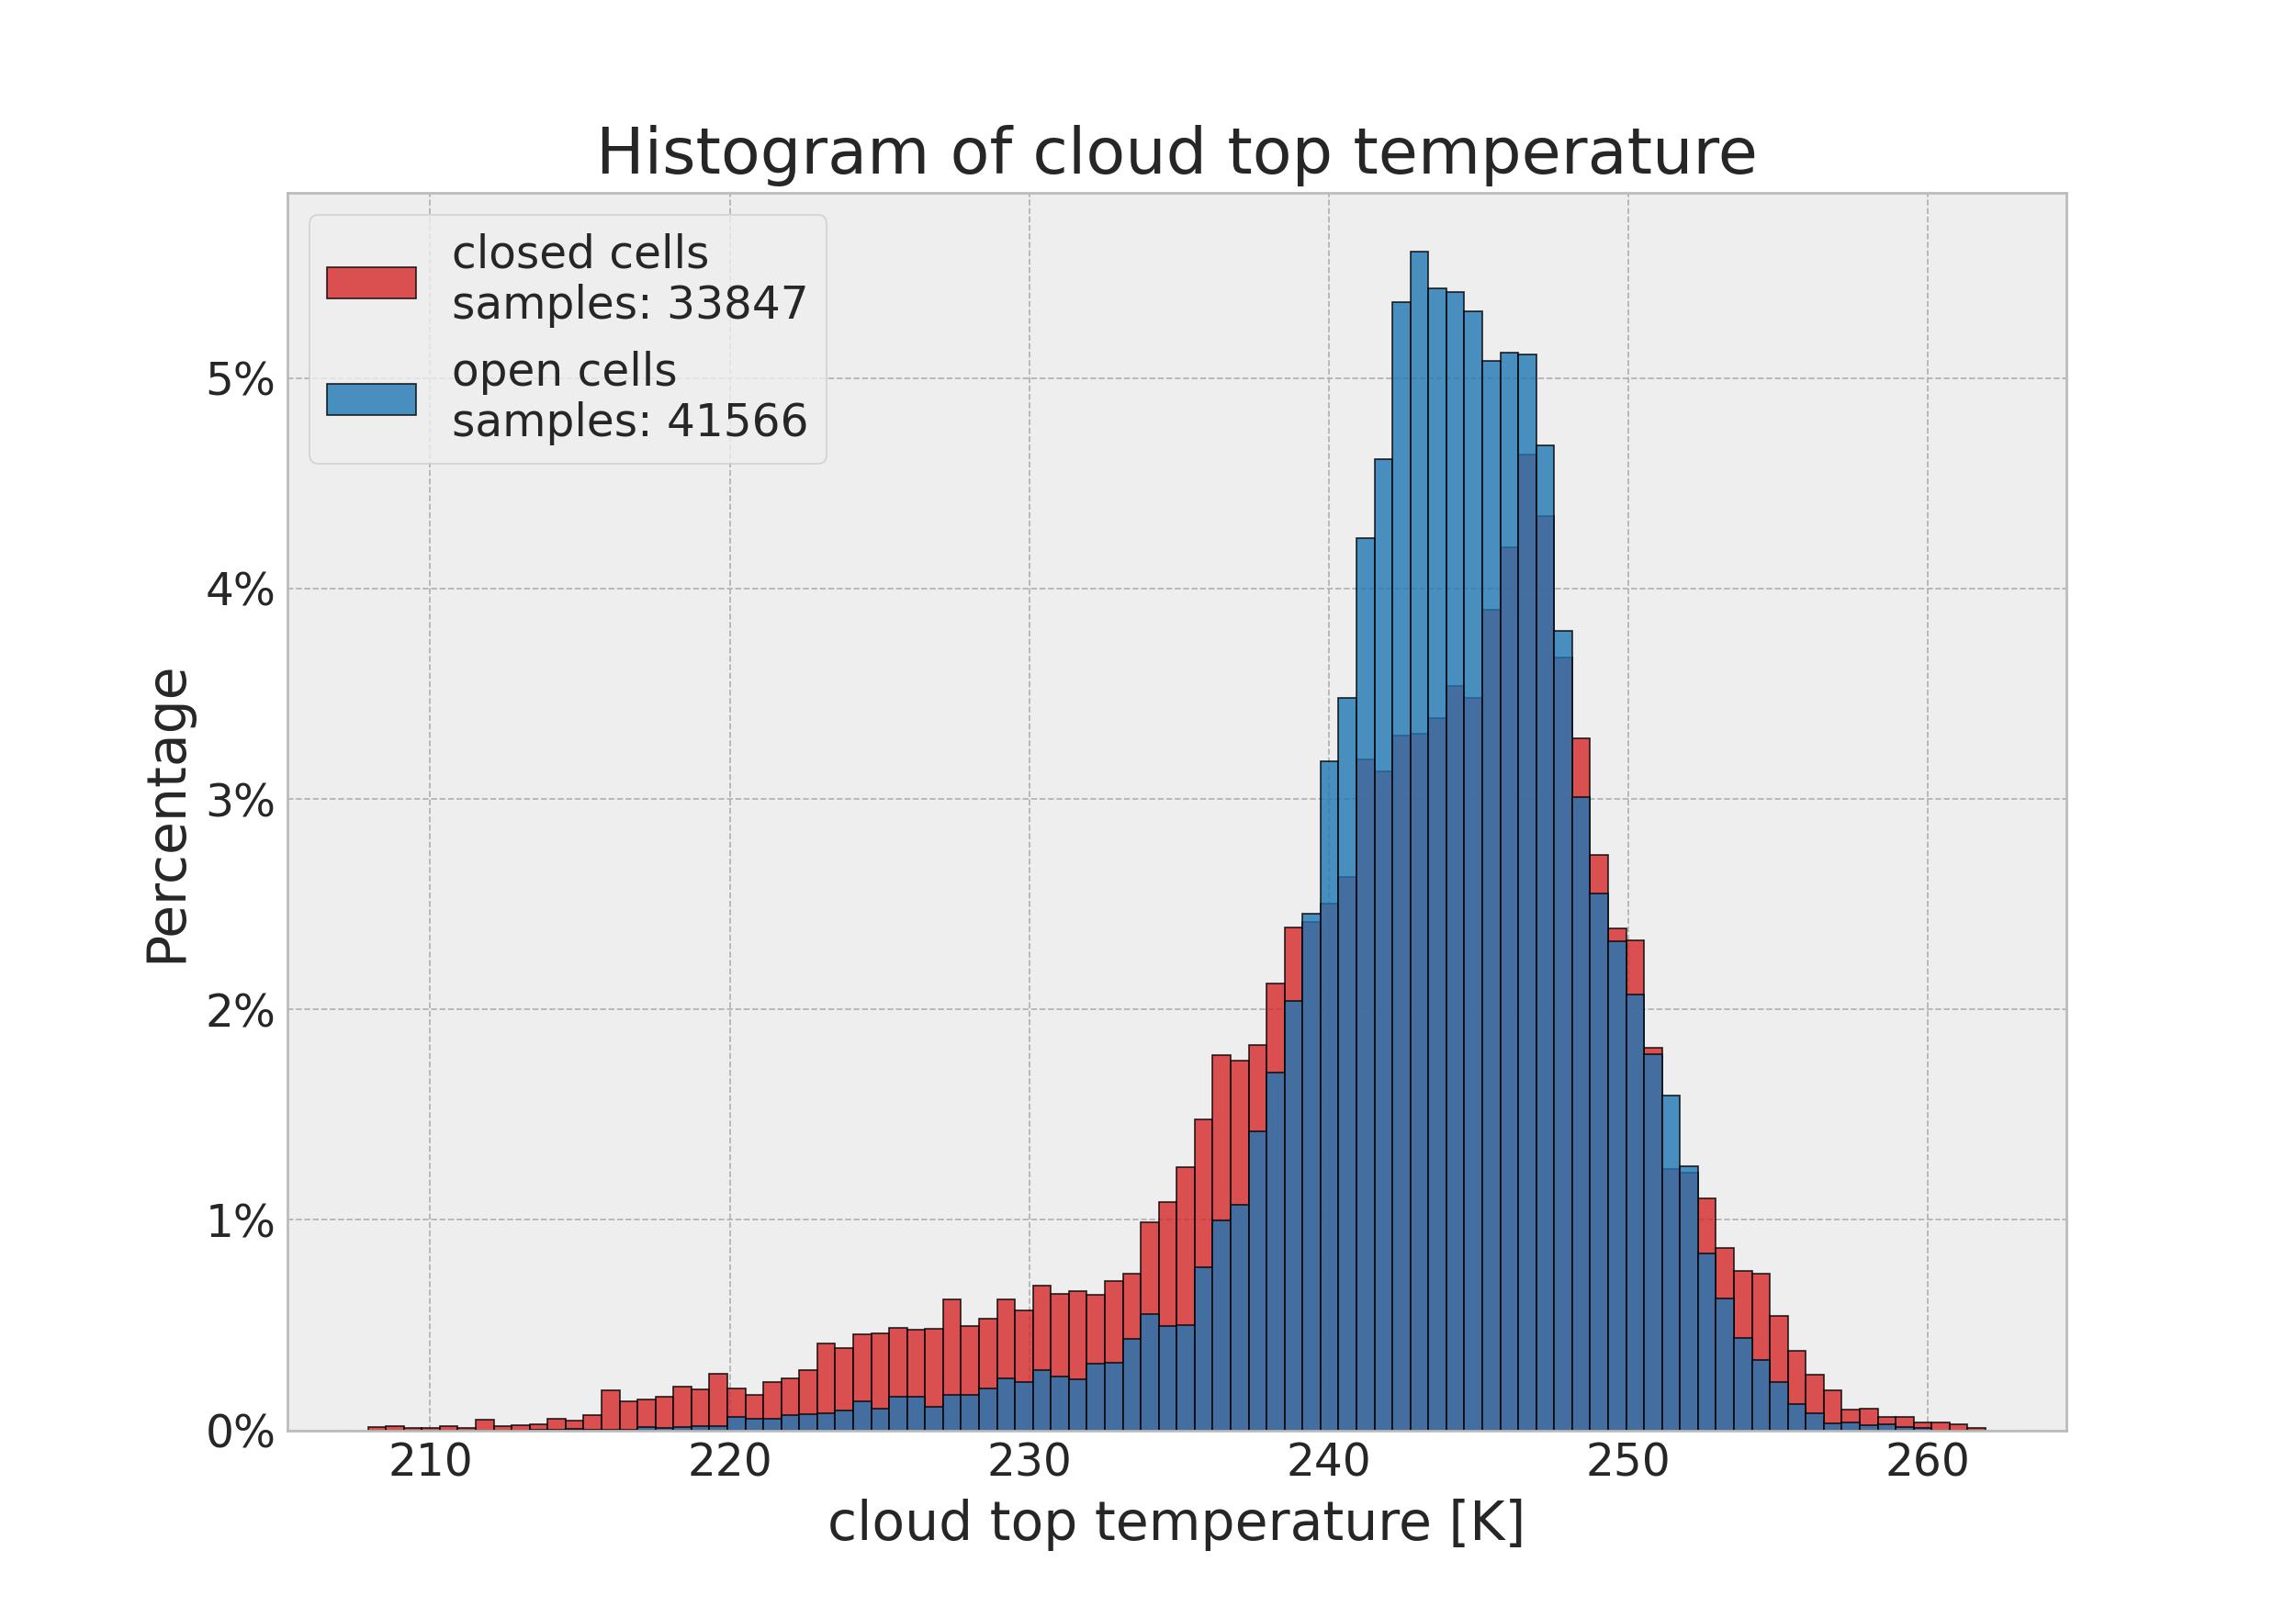 Histogram of cloud top temperature
closed cells
samples: 33847
open cells
samples: 41566
Percentage
5%
4%
3%
2%
1%
0%
210 220 230 240 250 260
cloud top temperature [K]